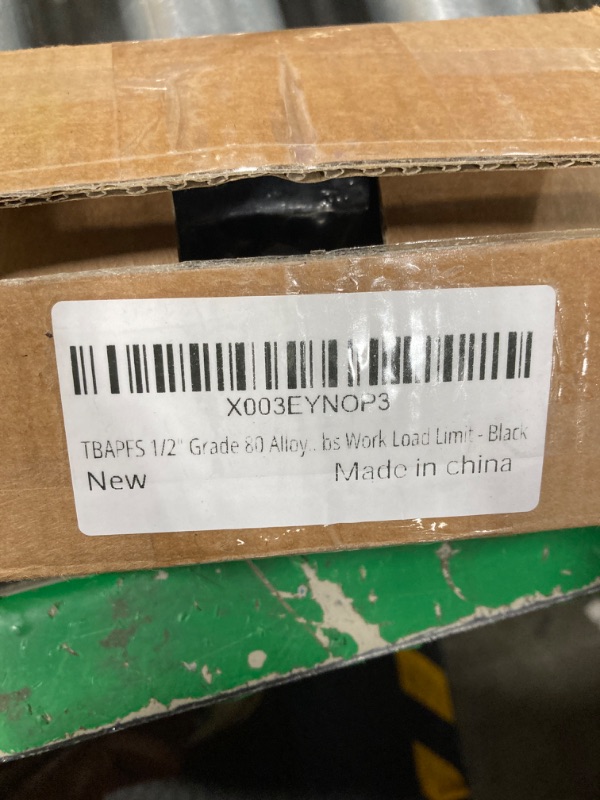 X003EYNOP3
TBAPFS 1/2" Grade 80 Alloy.. bs Work Load Limit - Black
New
Made in china